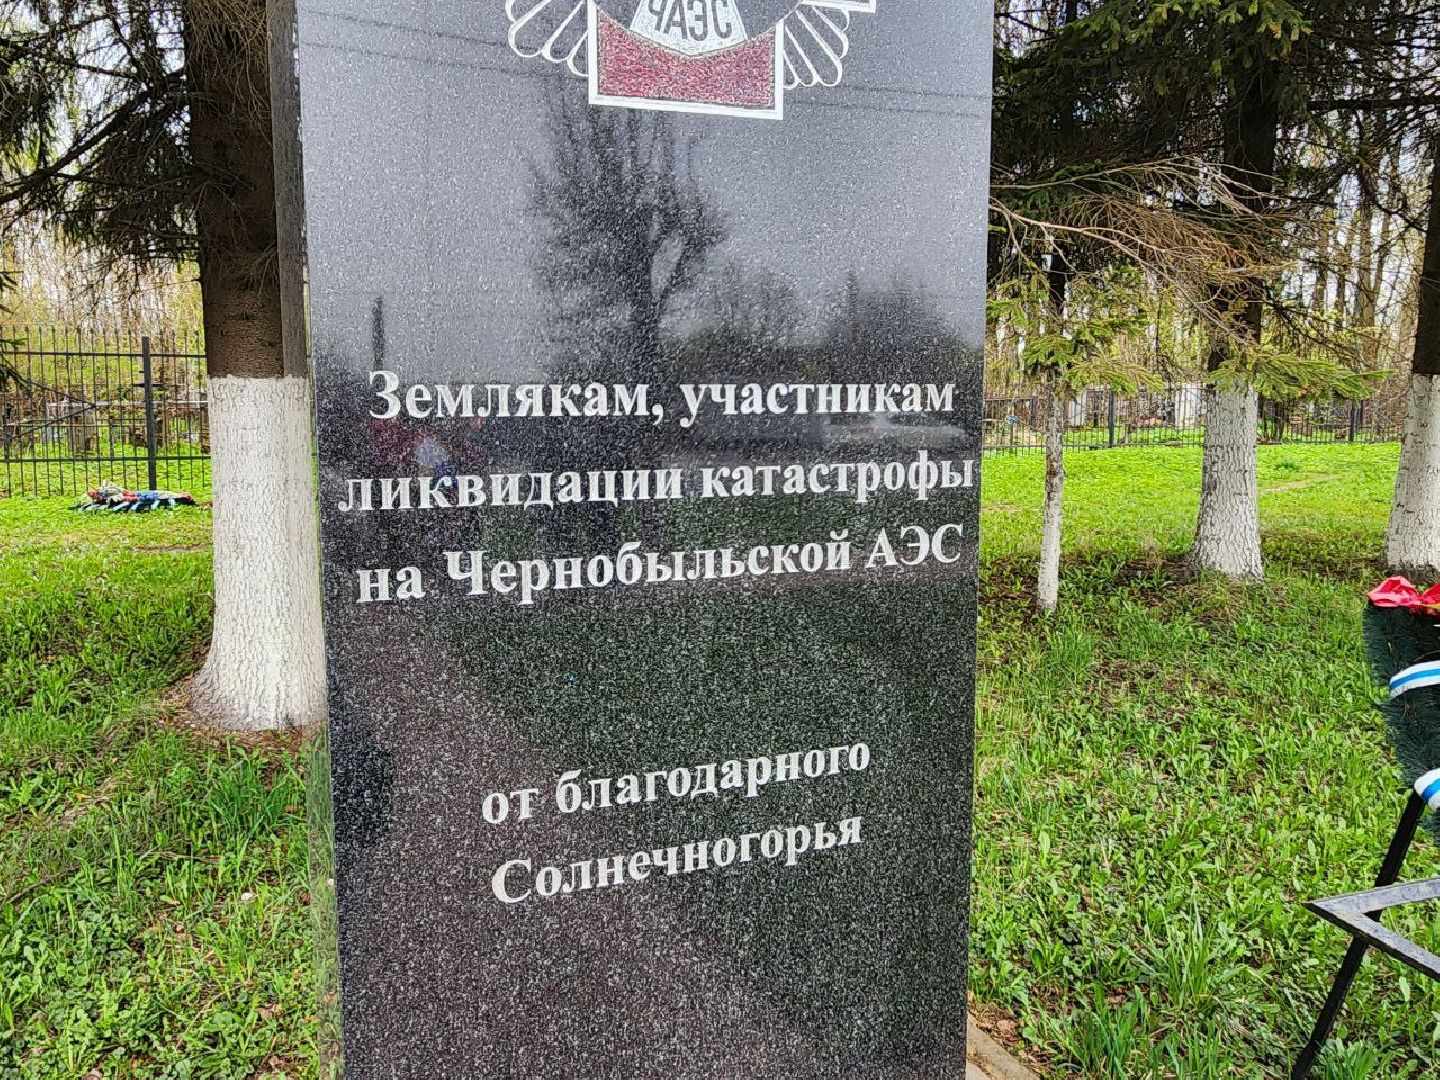 ЧАЭС
Землякам, участникам
ликвидации катастрофы
на Чернобыльской АЭС
от благодарного
Солнечногорья